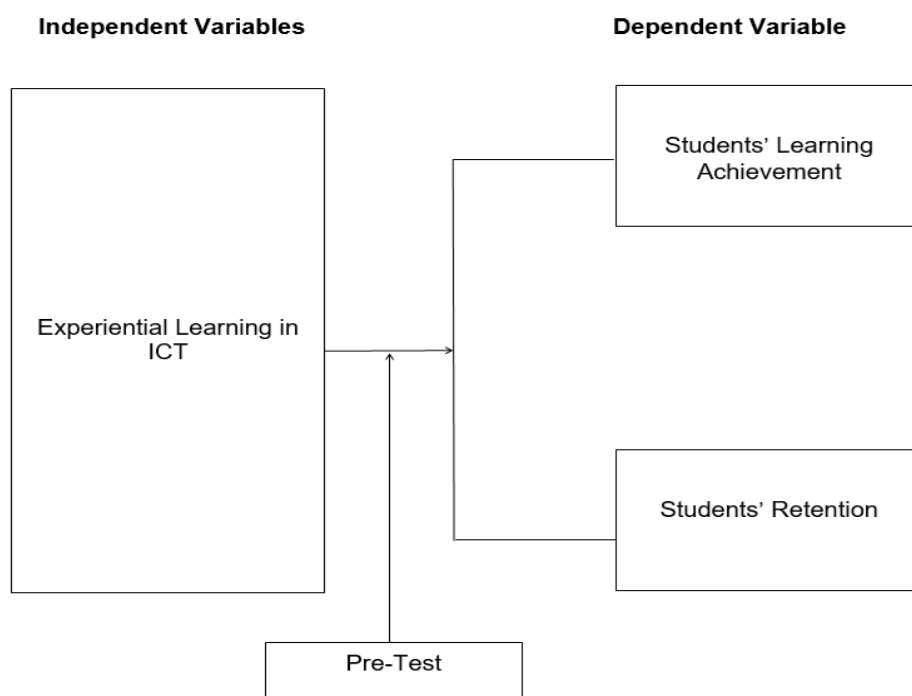 Independent Variables
Dependent Variable
Students’ Learning
Achievement
Experiential Learning in
ICT
Students’ Retention
Pre-Test